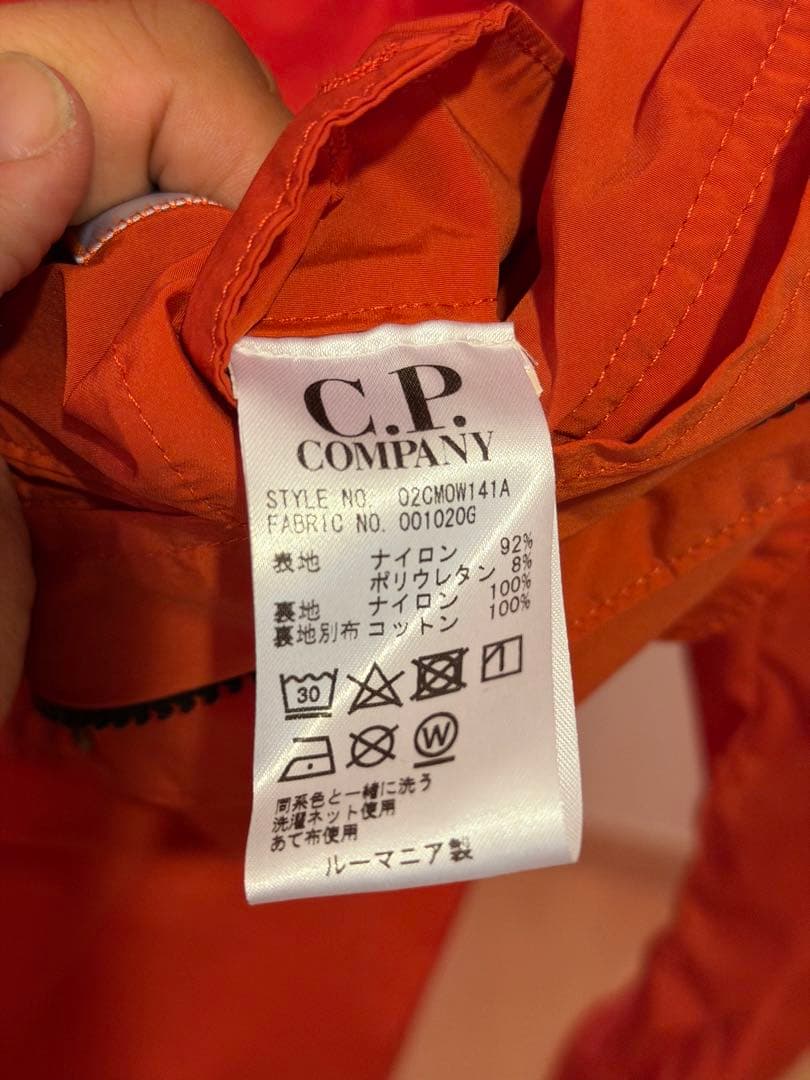 C.P.
COMPANY
STYLE NO. 02CMOW141A
FABRIC NO. 001020G
表地 ナイロン 92%
ポリウレタン 8%
裏地 ナイロン 100%
裏地別布 コットン 100%
30
W
同系色と一緒に洗う
洗濯ネット使用
あて布使用
ルーマニア製